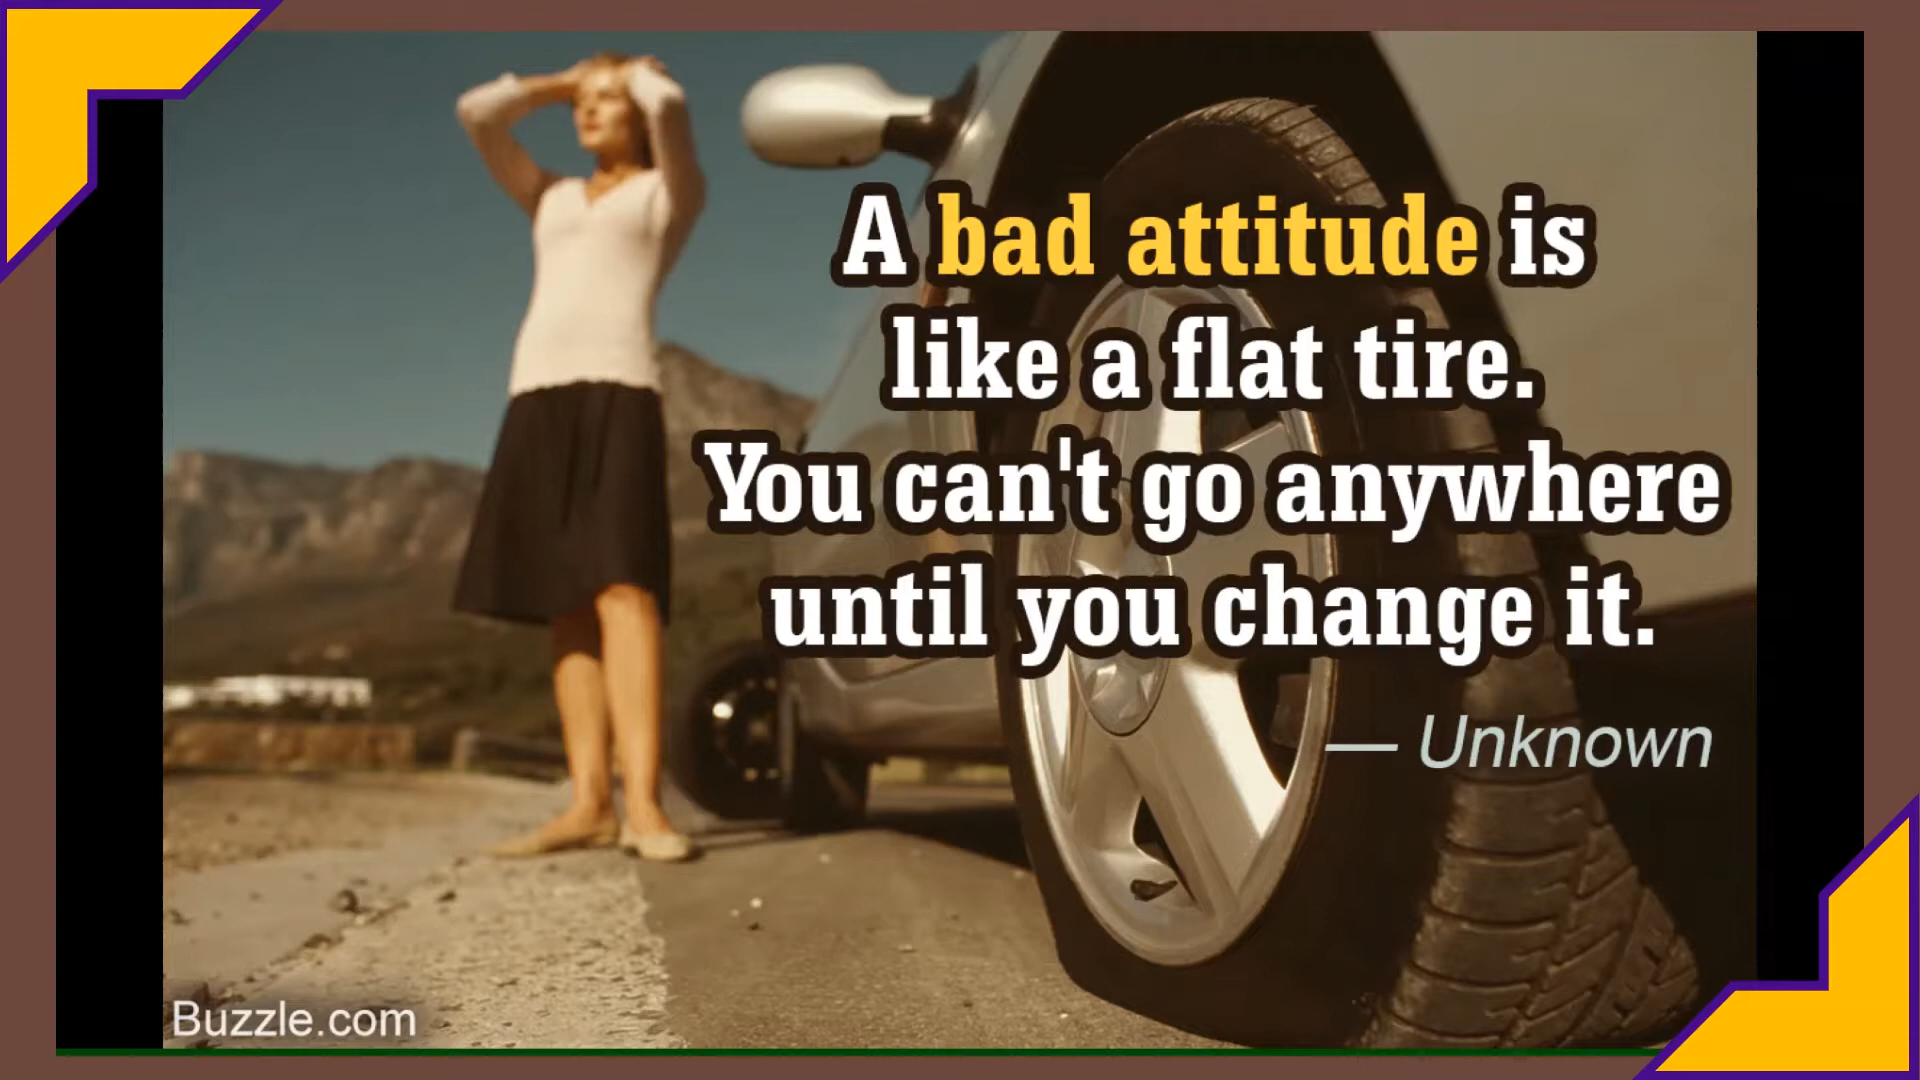 A bad attitude is
like a flat tire.
You can't go anywhere
until you change it.
— Unknown
Buzzle.com